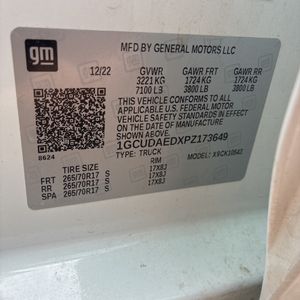 gm
MFD BY GENERAL MOTORS LLC
12/22 GVWR GAWR FRT GAWR RR
3221 KG 1724 KG 1724 KG
7100 LB 3800 LB 3800 LB
THIS VEHICLE CONFORMS TO ALL
APPLICABLE U.S. FEDERAL MOTOR
VEHICLE SAFETY STANDARDS IN EFFECT
ON THE DATE OF MANUFACTURE
SHOWN ABOVE.
1GCUDAEDXPZ173649
TYPE: TRUCK MODEL: X9CK10543
8624
TIRE SIZE RIM
FRT 265/70R17 S 17X8J
RR 265/70R17 S 17X8J
SPA 265/70R17 S 17X8J